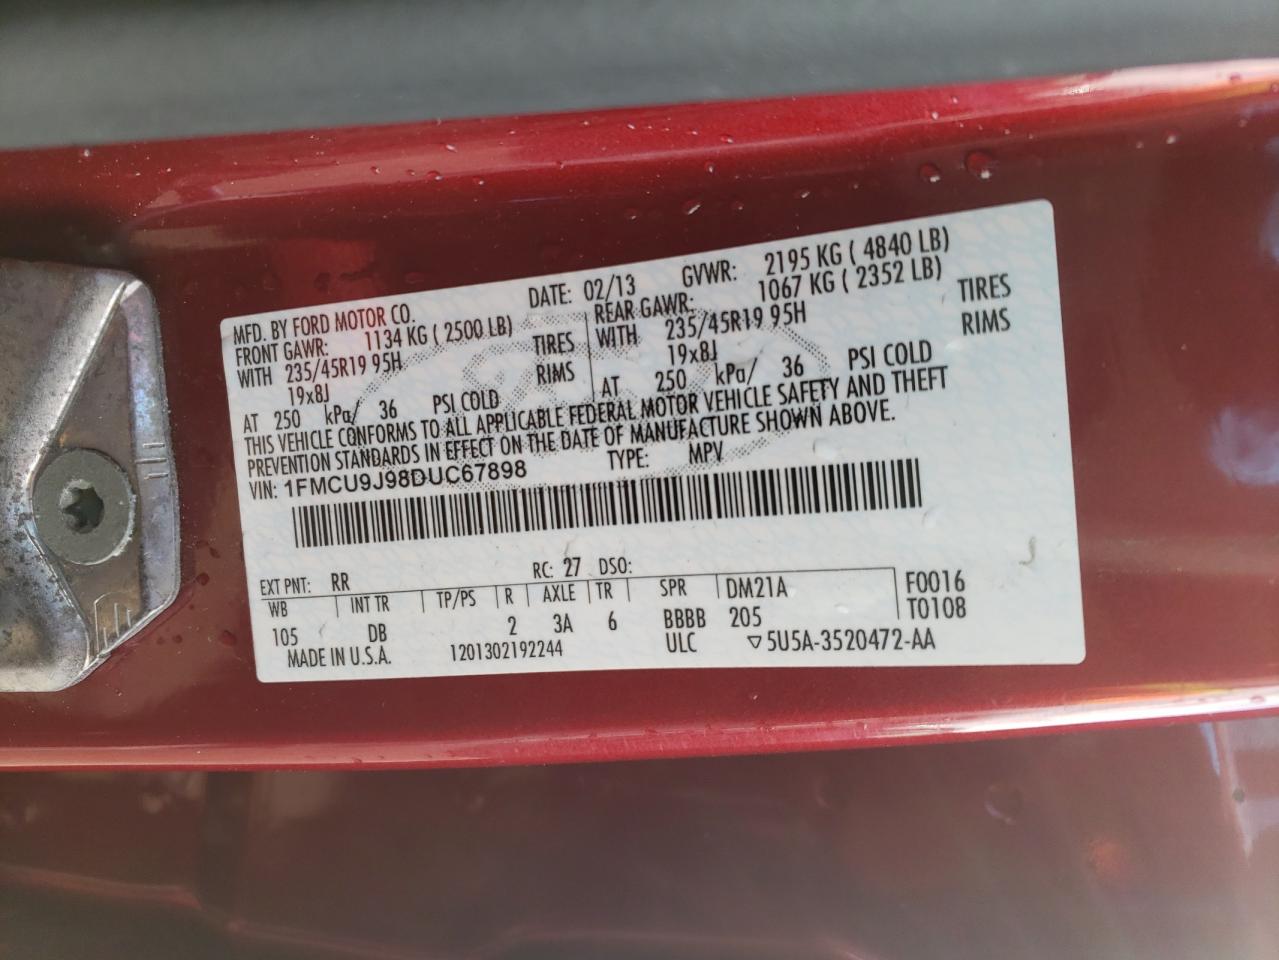 MFD. BY FORD MOTOR CO. DATE: 02/13 GVWR: 2195 KG ( 4840 LB)
FRONT GAWR: 1134 KG ( 2500 LB) REAR GAWR: 1067 KG ( 2352 LB)
WITH 235/45R19 95H TIRES WITH 235/45R19 95H TIRES
19x8J RIMS 19x8J RIMS
AT 250 kPa/ 36 PSI COLD AT 250 kPa/ 36 PSI COLD
THIS VEHICLE CONFORMS TO ALL APPLICABLE FEDERAL MOTOR VEHICLE SAFETY AND THEFT
PREVENTION STANDARDS IN EFFECT ON THE DATE OF MANUFACTURE SHOWN ABOVE.
VIN: 1FMCU9J98DUC67898 TYPE: MPV
EXT PNT: RR RC: 27 DSO:
WB INT TR TP/PS R AXLE TR SPR DM21A F0016
105 DB 2 3A 6 BBBB 205 T0108
MADE IN U.S.A. 1201302192244 ULC ▽5U5A-3520472-AA